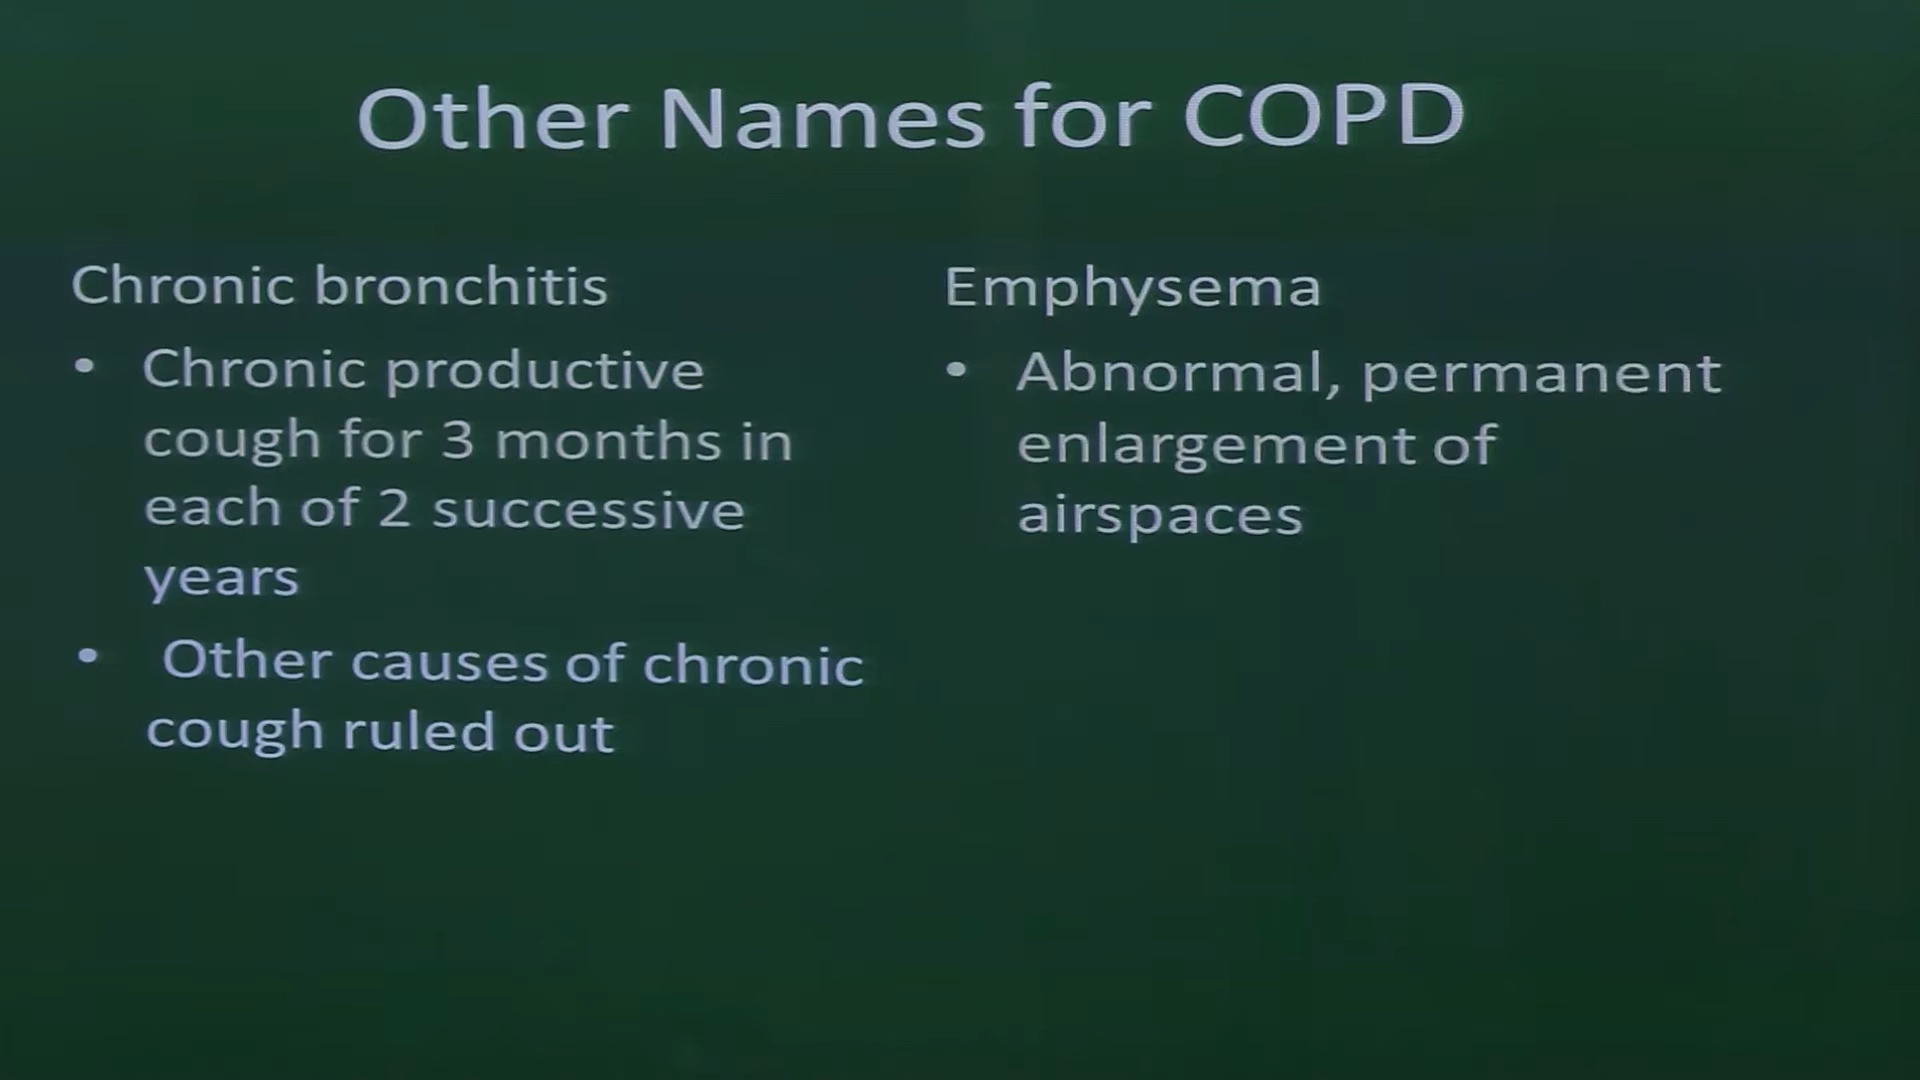 Other Names for COPD
Chronic bronchitis
• Chronic productive
cough for 3 months in
each of 2 successive
years
• Other causes of chronic
cough ruled out
Emphysema
• Abnormal, permanent
enlargement of
airspaces